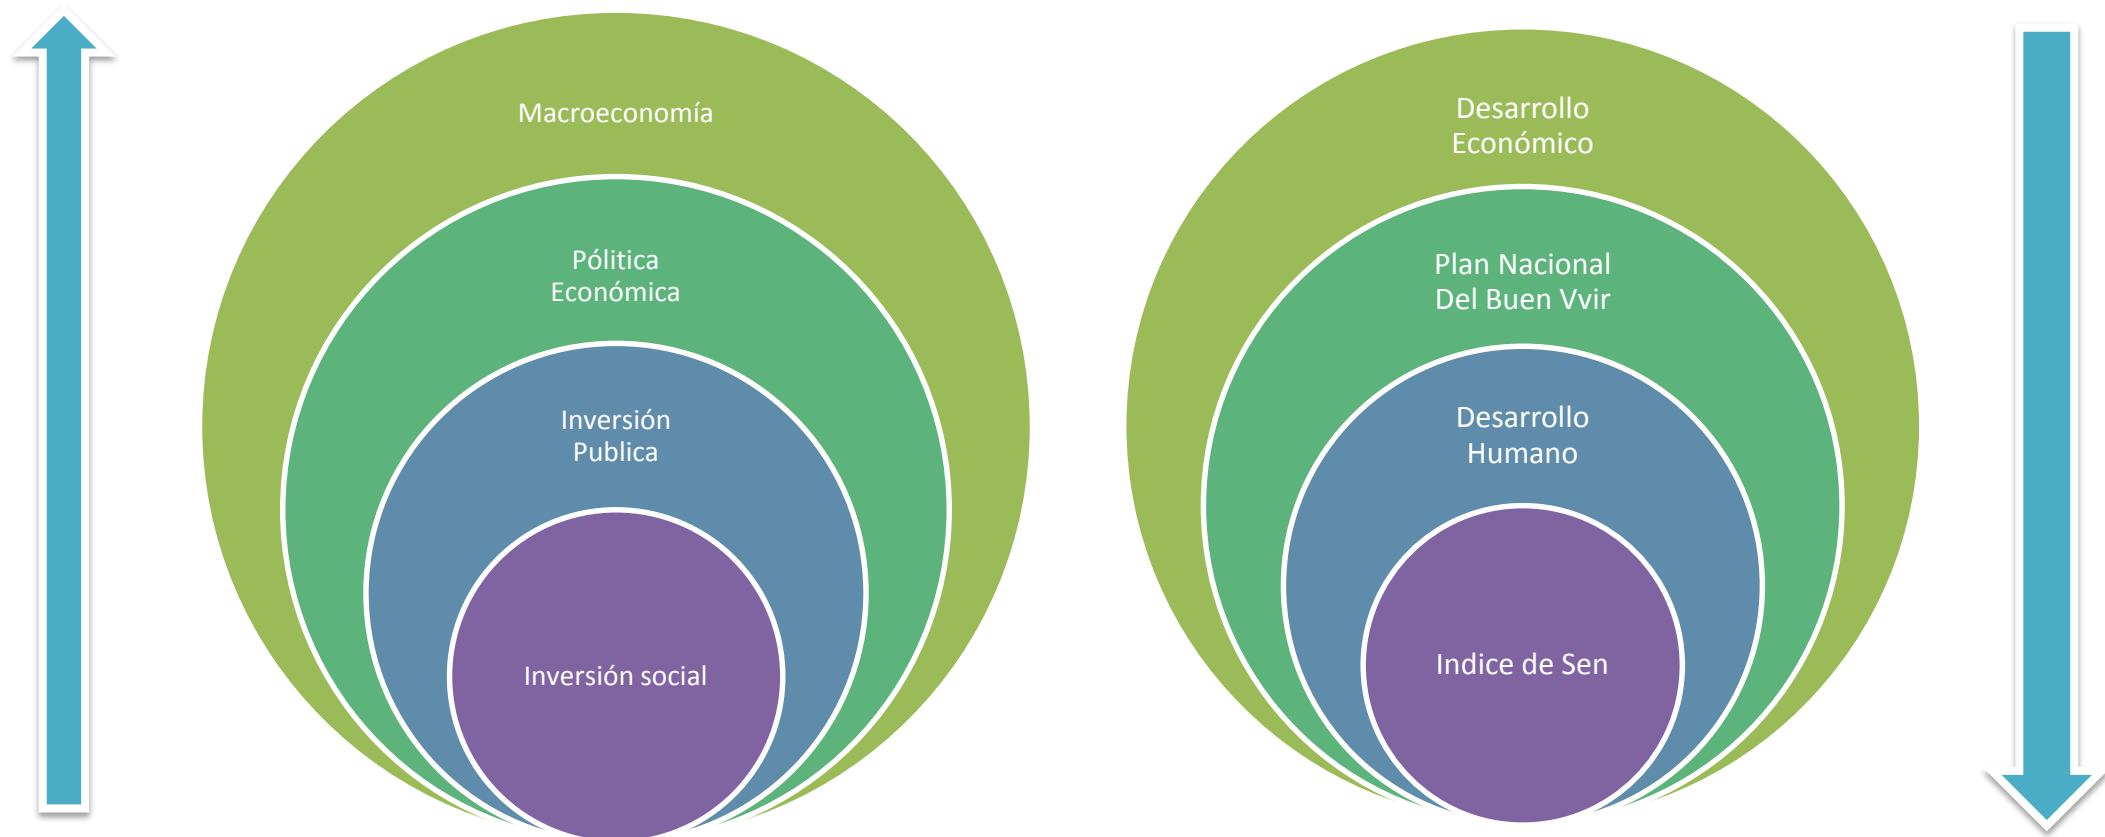 Macroeconomía
Pólitica
Económica
Inversión
Publica
Inversión social
Desarrollo
Económico
Plan Nacional
Del Buen Vvir
Desarrollo
Humano
Indice de Sen